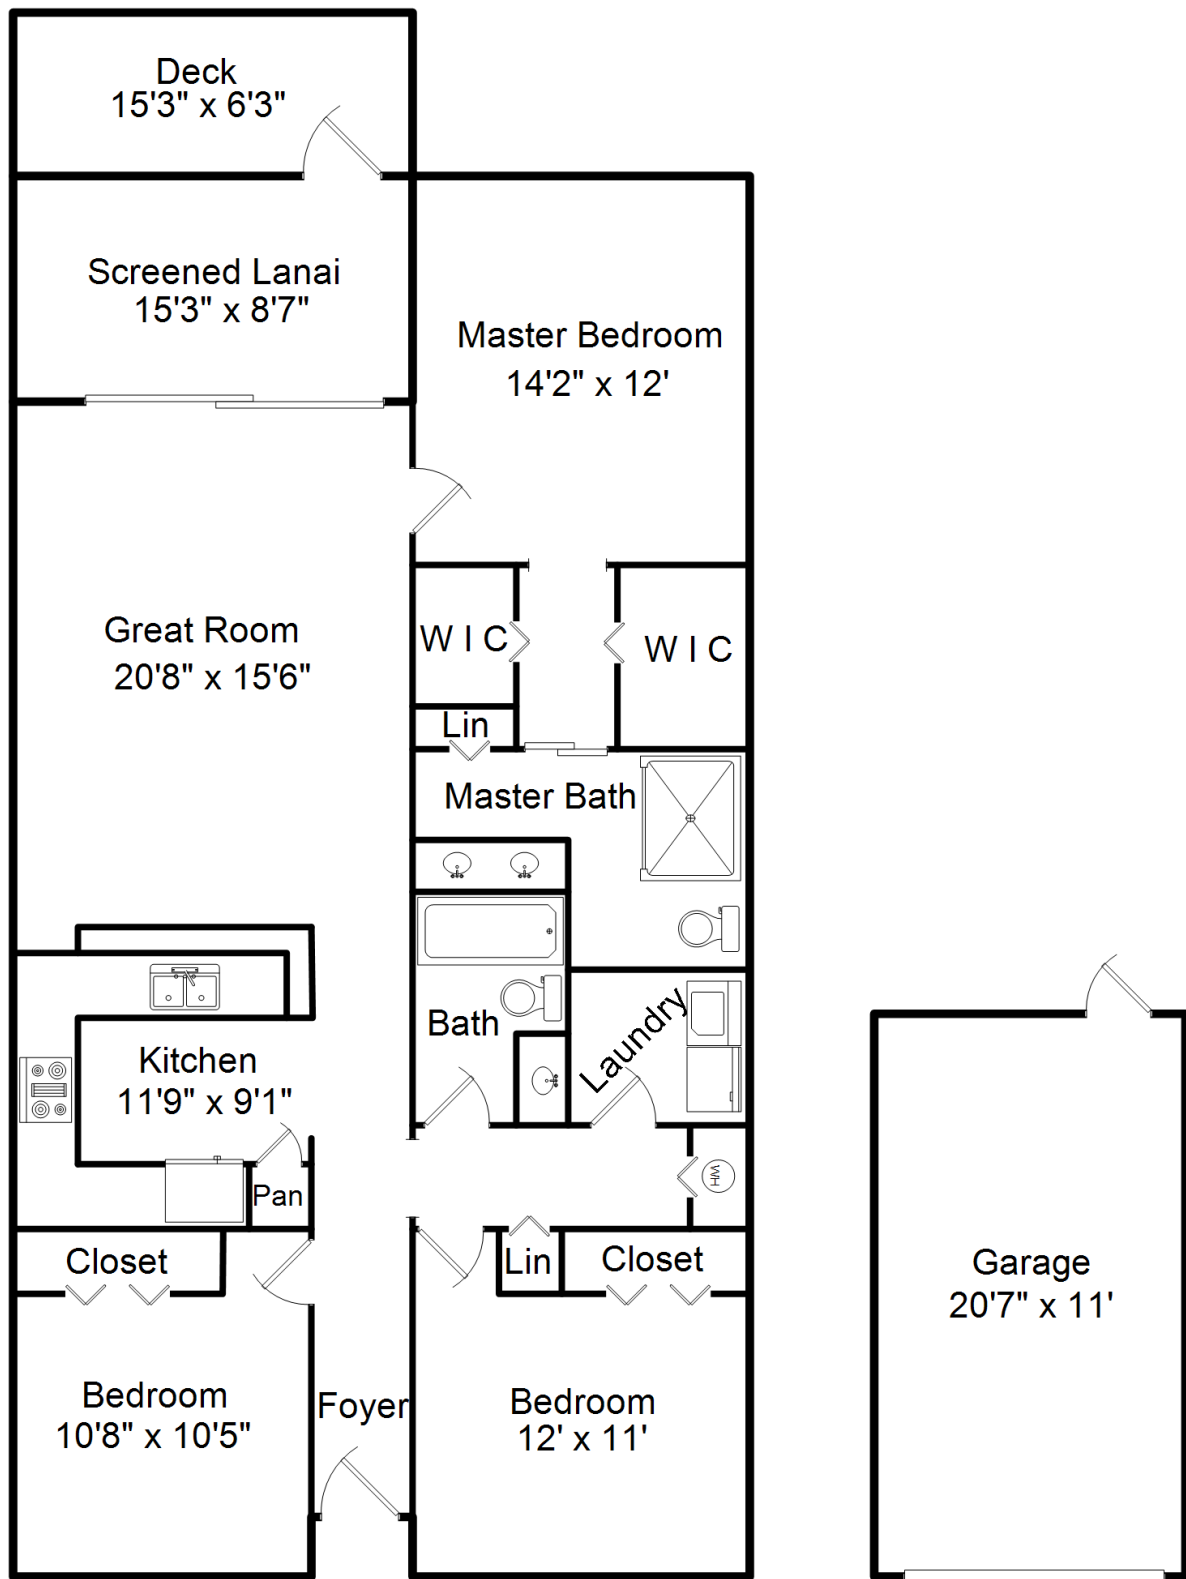 Deck
15'3" x 6'3"
Screened Lanai
15'3" x 8'7"
Master Bedroom
14'2" x 12'
Great Room
20'8" x 15'6"
W I C
W I C
Lin
Master Bath
Bath
Laundry
Kitchen
11'9" x 9'1"
Pan
WH
Closet
Lin
Closet
Bedroom
10'8" x 10'5"
Foyer
Bedroom
12' x 11'
Garage
20'7" x 11'